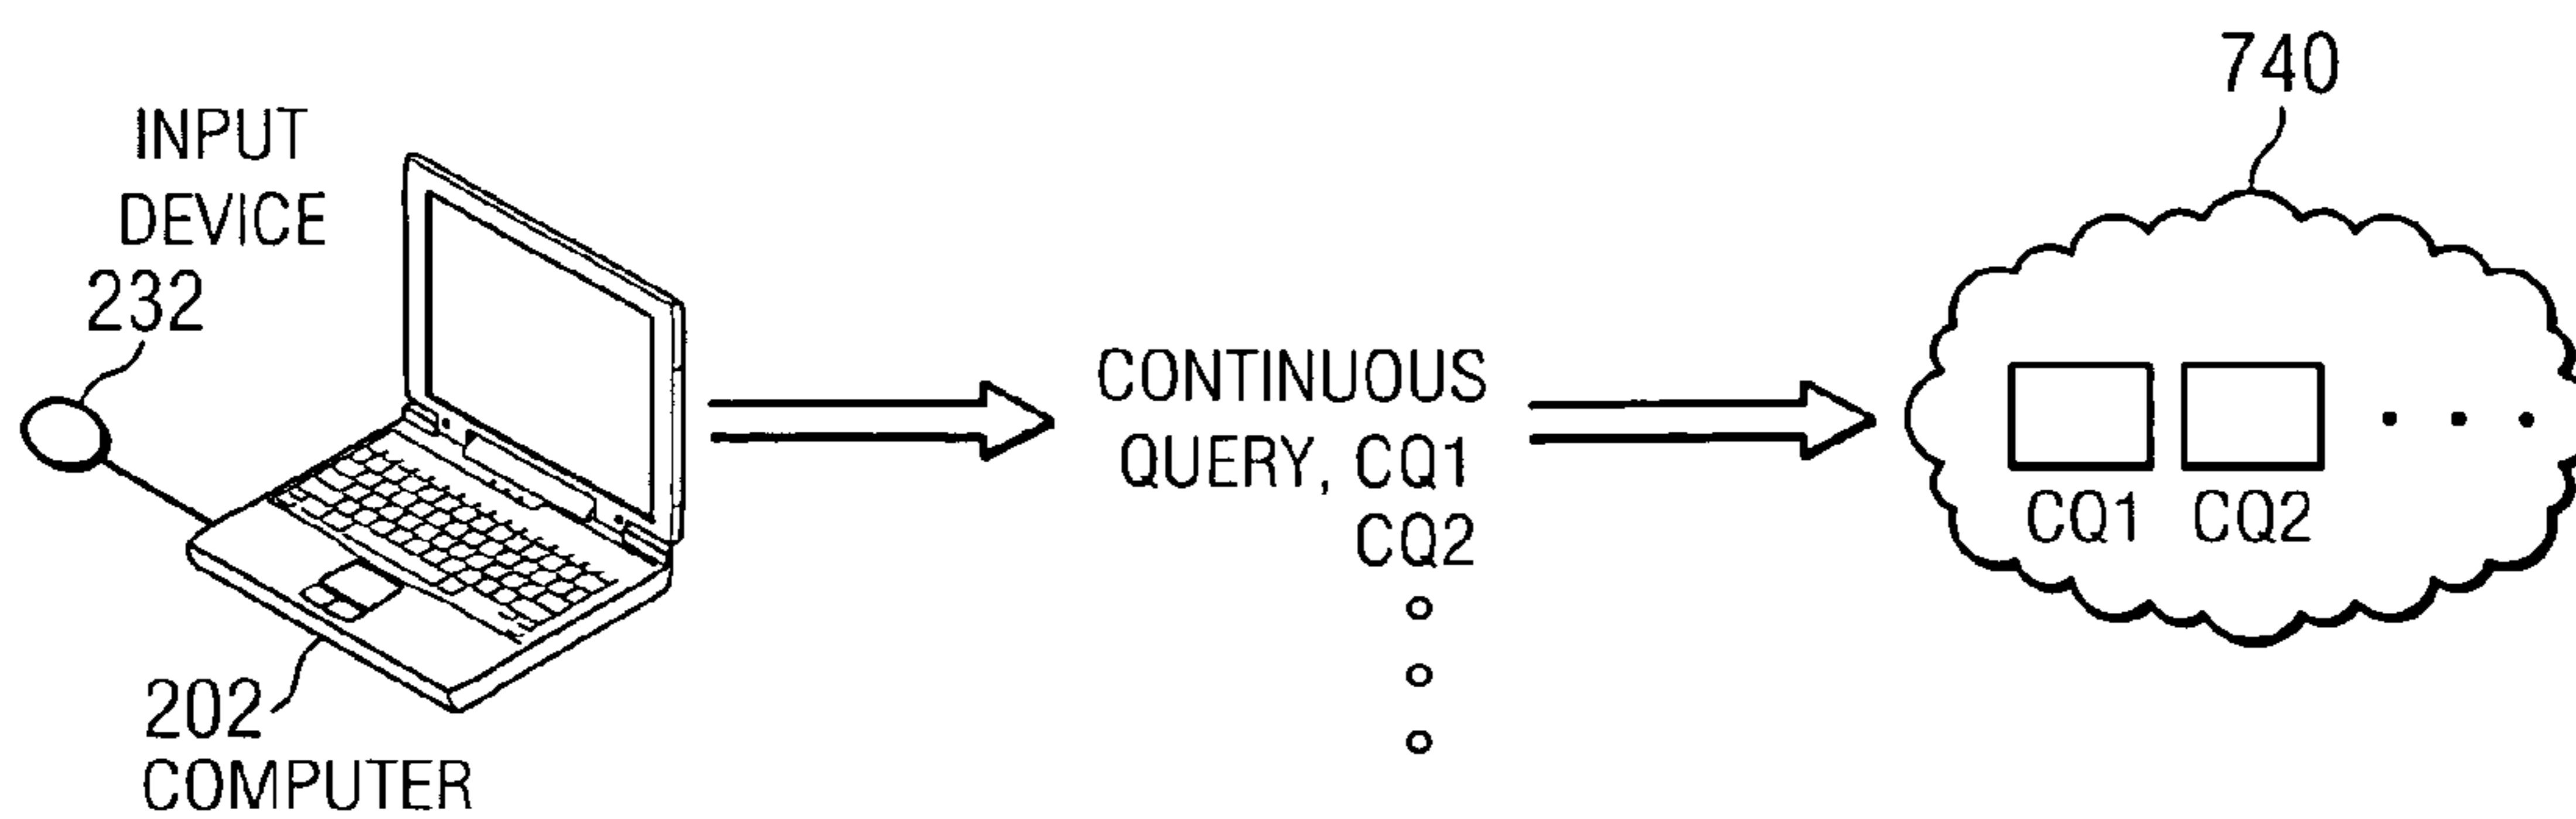 INPUT
DEVICE
232
202
COMPUTER
CONTINUOUS
QUERY, CQ1
CQ2
740
CQ1 CQ2